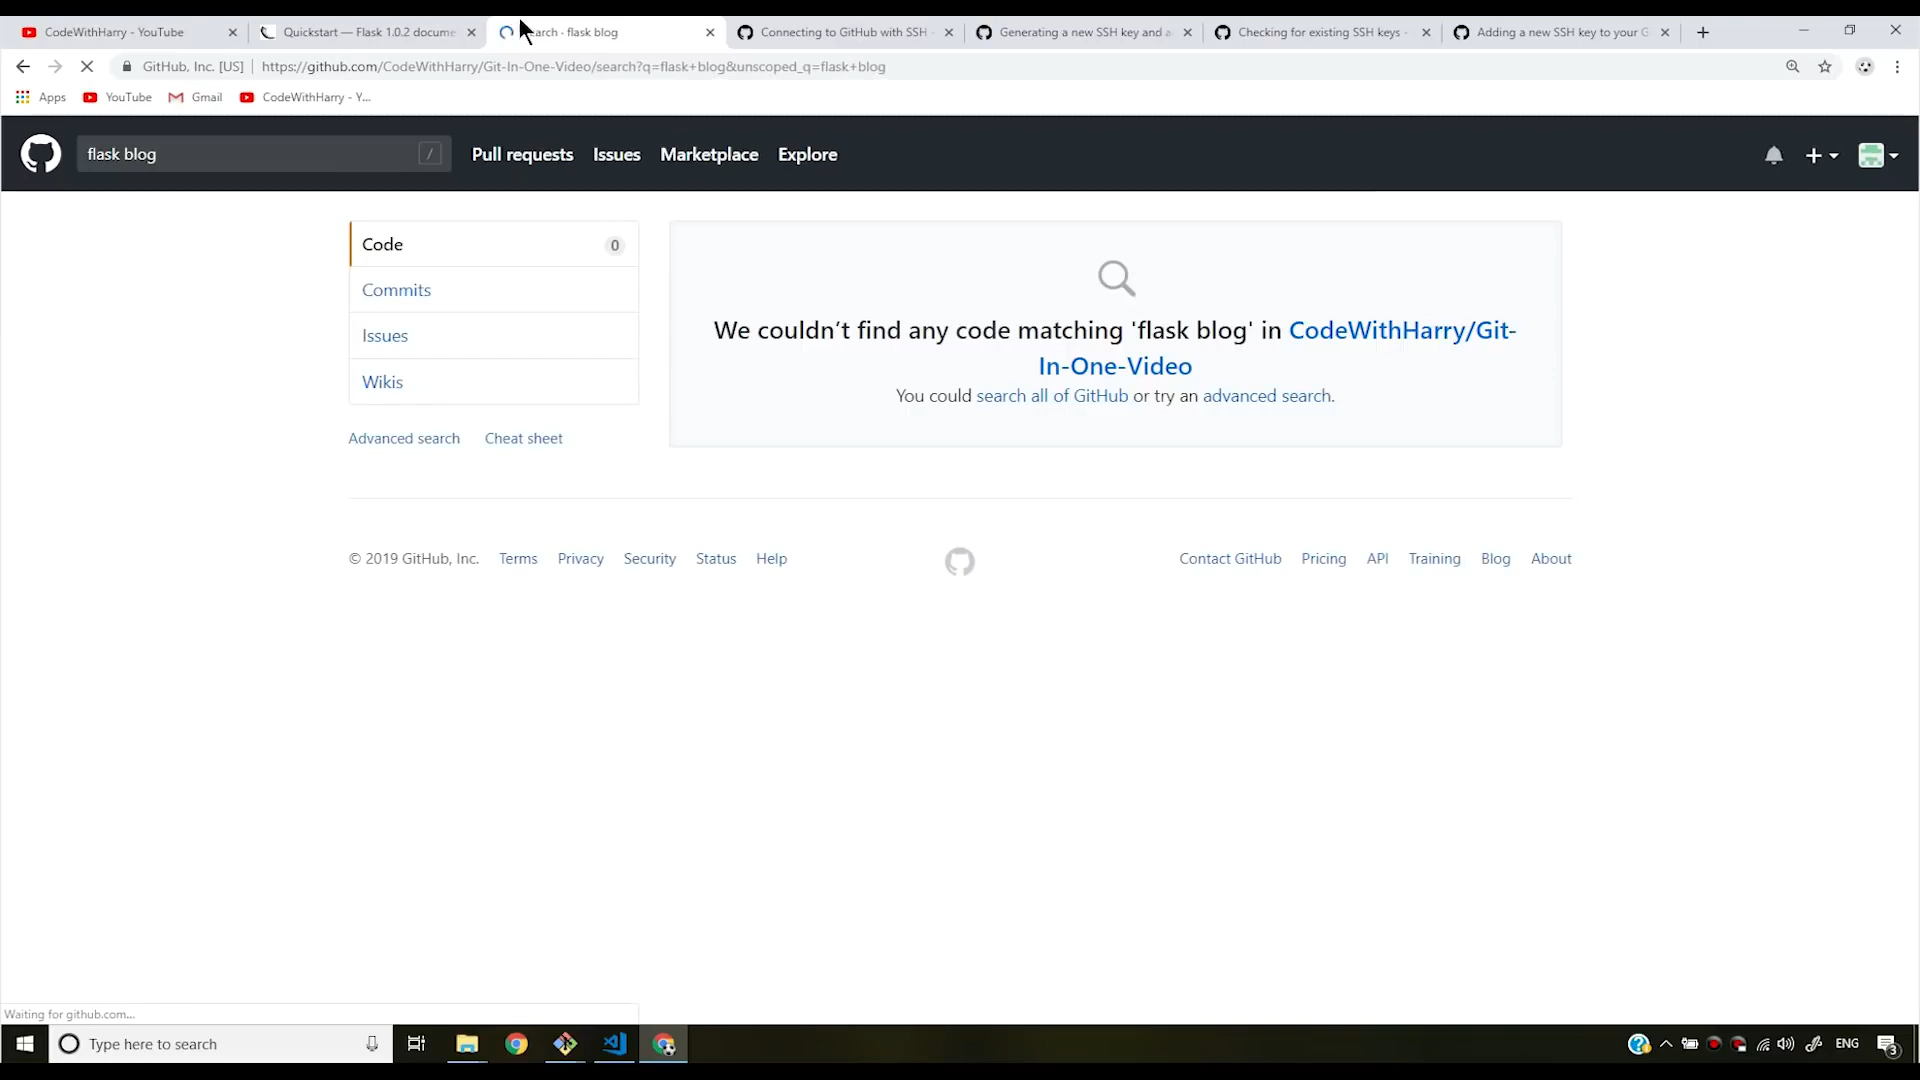 CodeWithHarry - YouTube
Quickstart — Flask 1.0.2 docume
arch · flask blog
Connecting to GitHub with SSH -
Generating a new SSH key and a
Checking for existing SSH keys -
Adding a new SSH key to your G
GitHub, Inc. [US]
https://github.com/CodeWithHarry/Git-In-One-Video/search?q=flask+blog&unscoped_q=flask+blog
Apps
YouTube
Gmail
CodeWithHarry - Y...
flask blog
/
Pull requests
Issues
Marketplace
Explore
Code
0
Commits
Issues
Wikis
Advanced search
Cheat sheet
We couldn’t find any code matching 'flask blog' in CodeWithHarry/Git-
In-One-Video
You could search all of GitHub or try an advanced search.
© 2019 GitHub, Inc.
Terms
Privacy
Security
Status
Help
Contact GitHub
Pricing
API
Training
Blog
About
Waiting for github.com...
Type here to search
ENG
3